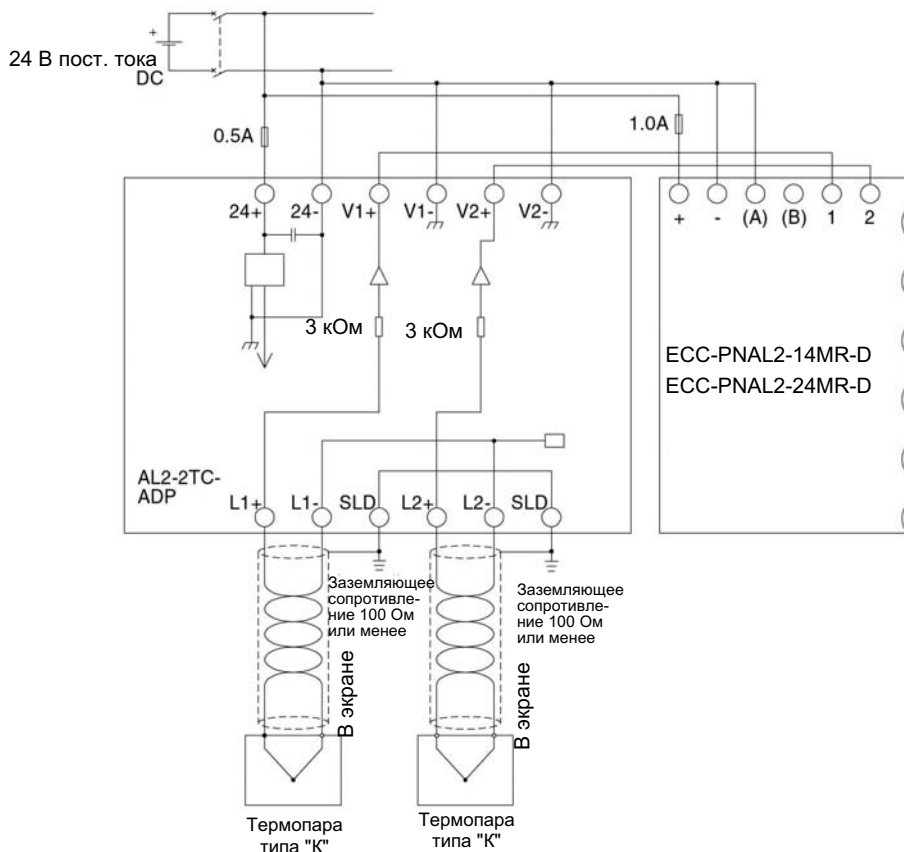 +
24 В пост. тока
DC
0.5A
1.0A
24+ 24- V1+ V1- V2+ V2-
+ - (A) (B) 1 2
3 кОм 3 кОм
ECC-PNAL2-14MR-D
ECC-PNAL2-24MR-D
AL2-2TC-
ADP
L1+ L1- SLD L2+ L2- SLD
Заземляющее
сопротивле-
ние 100 Ом
или менее
Заземляющее
сопротивле-
ние 100 Ом
или менее
В экране
В экране
Термопара
типа "К"
Термопара
типа "К"